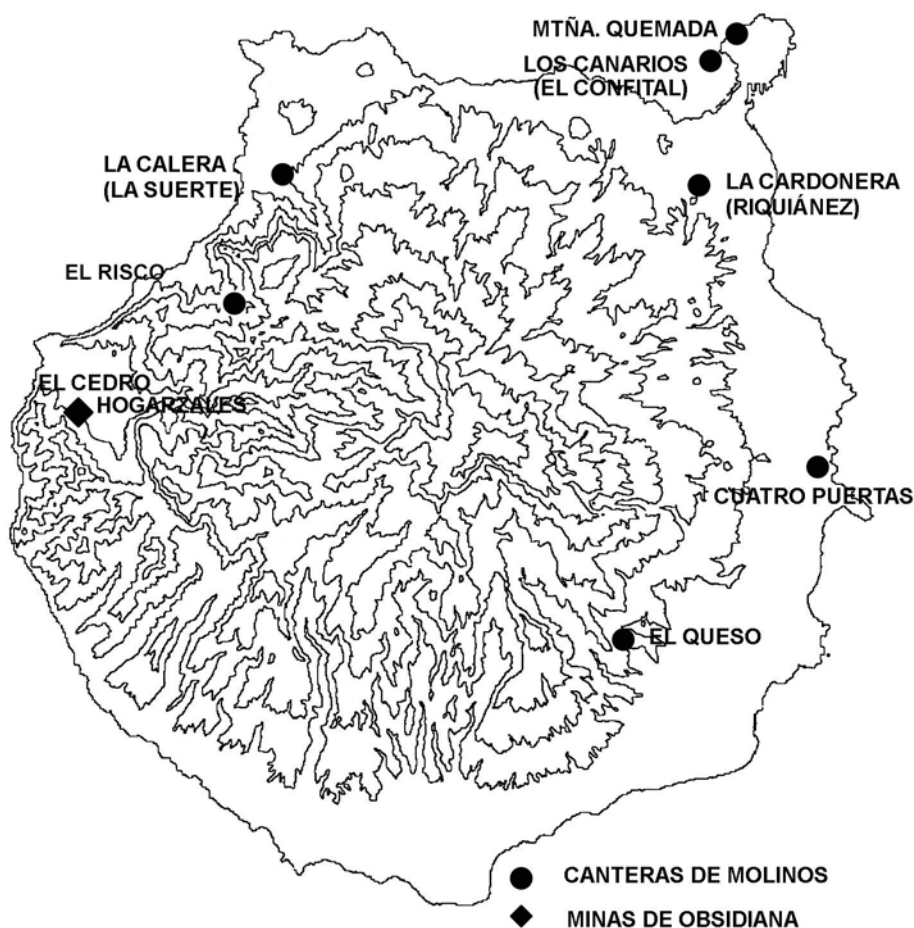 MTÑA. QUEMADA
LOS CANARIOS
(EL CONFITAL)
LA CALERA
(LA SUERTE)
LA CARDONERA
(RIQUIÁNEZ)
EL RISCO
EL CEDRO
HOGARZALES
CUATRO PUERTAS
EL QUESO
CANTERAS DE MOLINOS
MINAS DE OBSIDIANA